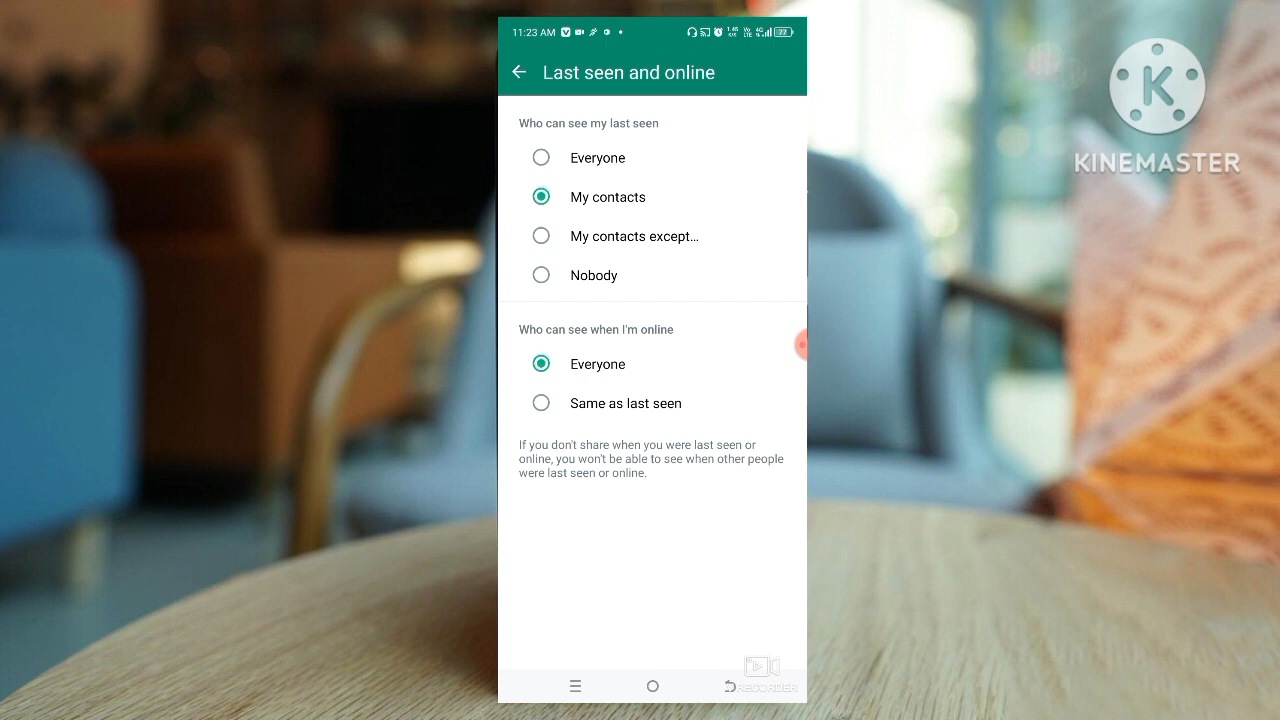 11:23 AM
Last seen and online
Who can see my last seen
Everyone
My contacts
My contacts except...
Nobody
Who can see when I'm online
Everyone
Same as last seen
If you don't share when you were last seen or
online, you won't be able to see when other people
were last seen or online.
K
KINEMASTER
RECORDER